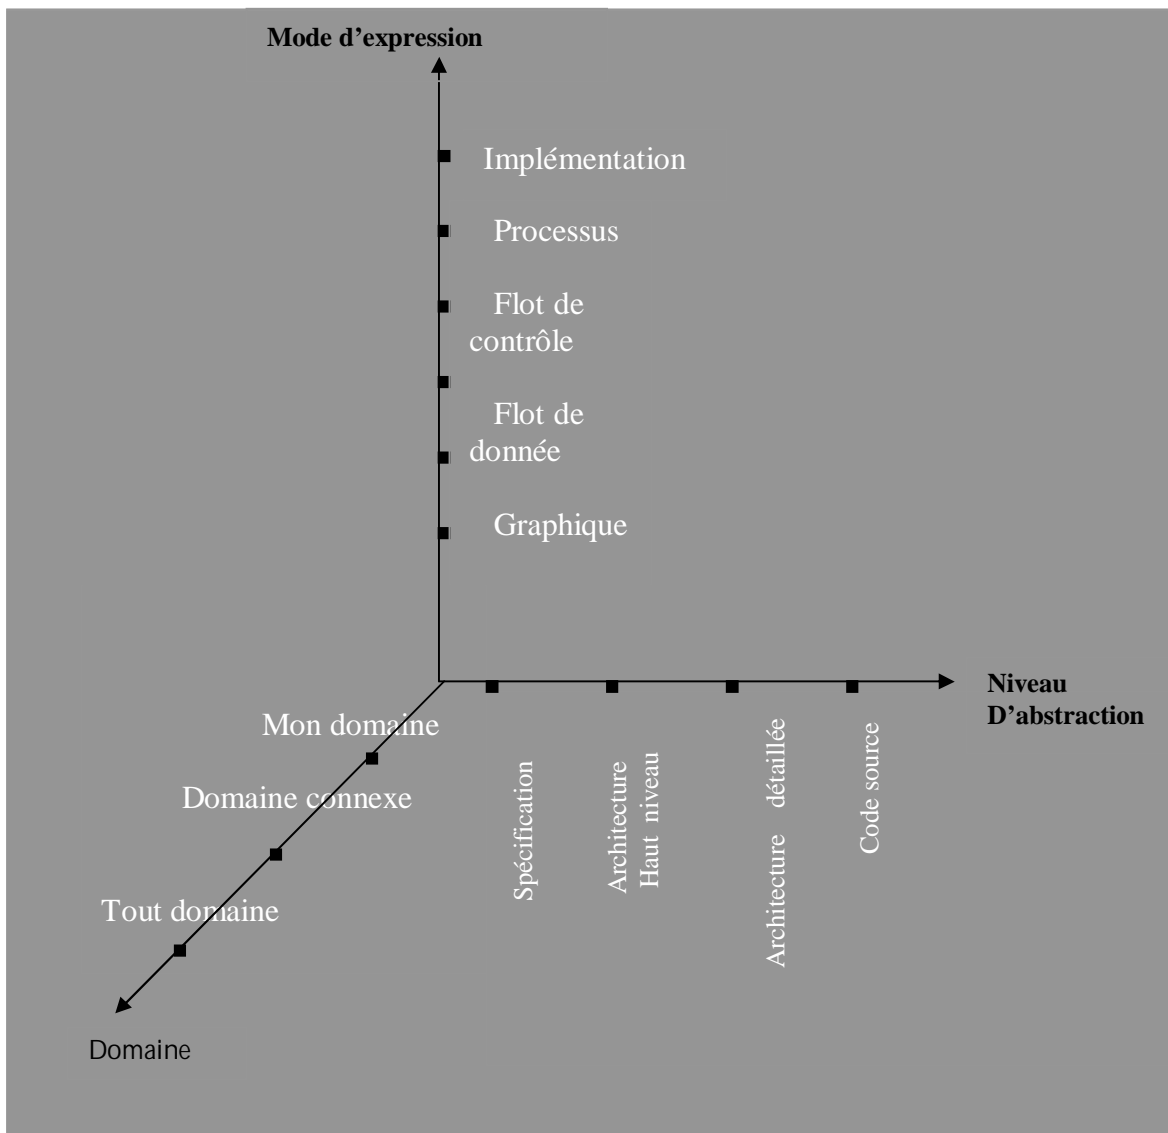 Mode d’expression
Implémentation
Processus
Flot de
contrôle
Flot de
donnée
Graphique
Niveau
D’abstraction
Mon domaine
Domaine connexe
Tout domaine
Domaine
Spécification
Architecture
Haut niveau
Architecture détaillée
Code source